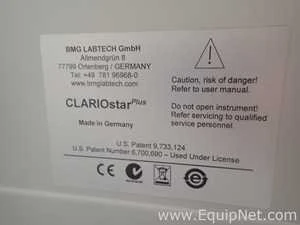 BMG LABTECH GmbH
Allmendgrün 8
77799 Ortenberg / GERMANY
Tel: +49 781 96968-0
www.bmglabtech.com
CLARIOstar Plus
Made in Germany
Caution, risk of danger!
Refer to user manual.
Do not open instrument!
Refer servicing to qualified
service personnel.
U.S. Patent 9,733,124
U.S. Patent Number 6,700,690 – Used Under License
CE
www.EquipNet.com